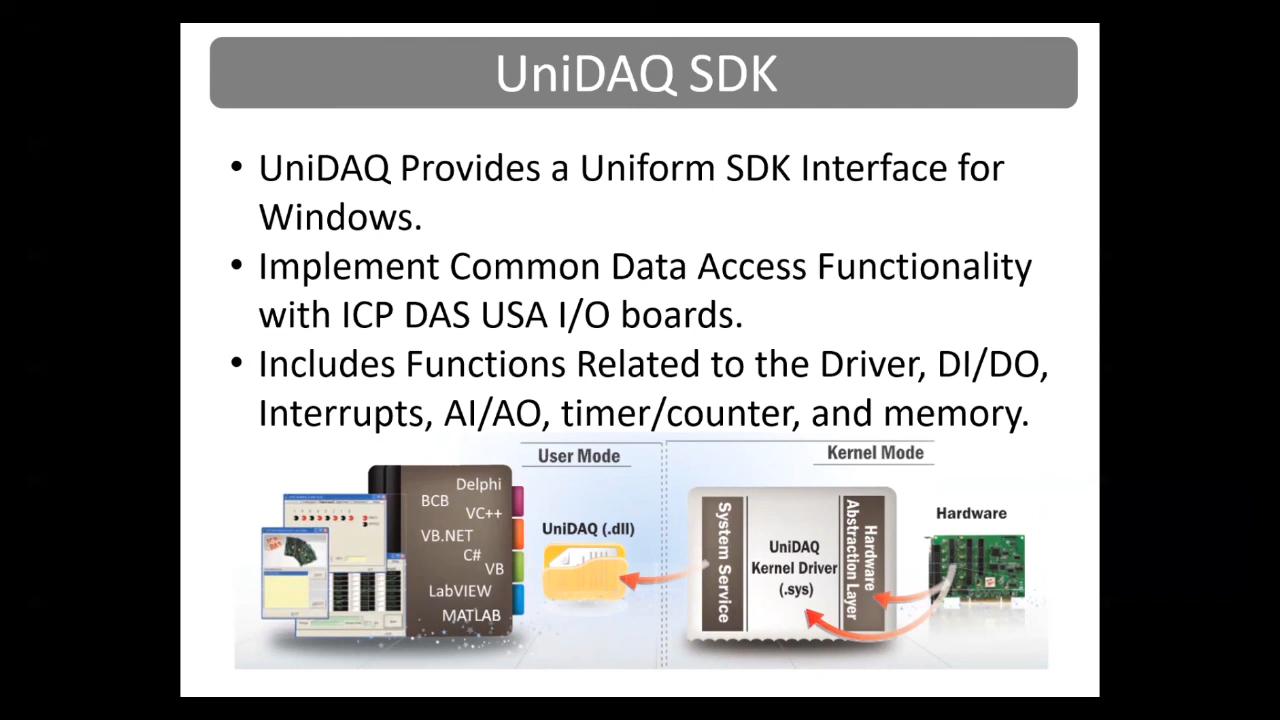 UniDAQ SDK
• UniDAQ Provides a Uniform SDK Interface for
Windows.
• Implement Common Data Access Functionality
with ICP DAS USA I/O boards.
• Includes Functions Related to the Driver, DI/DO,
Interrupts, AI/AO, timer/counter, and memory.
User Mode
Kernel Mode
Delphi
BCB
VC++
VB.NET
C#
VB
LabVIEW
MATLAB
UniDAQ (.dll)
System Service
UniDAQ
Kernel Driver
(.sys)
Hardware
Abstraction Layer
Hardware